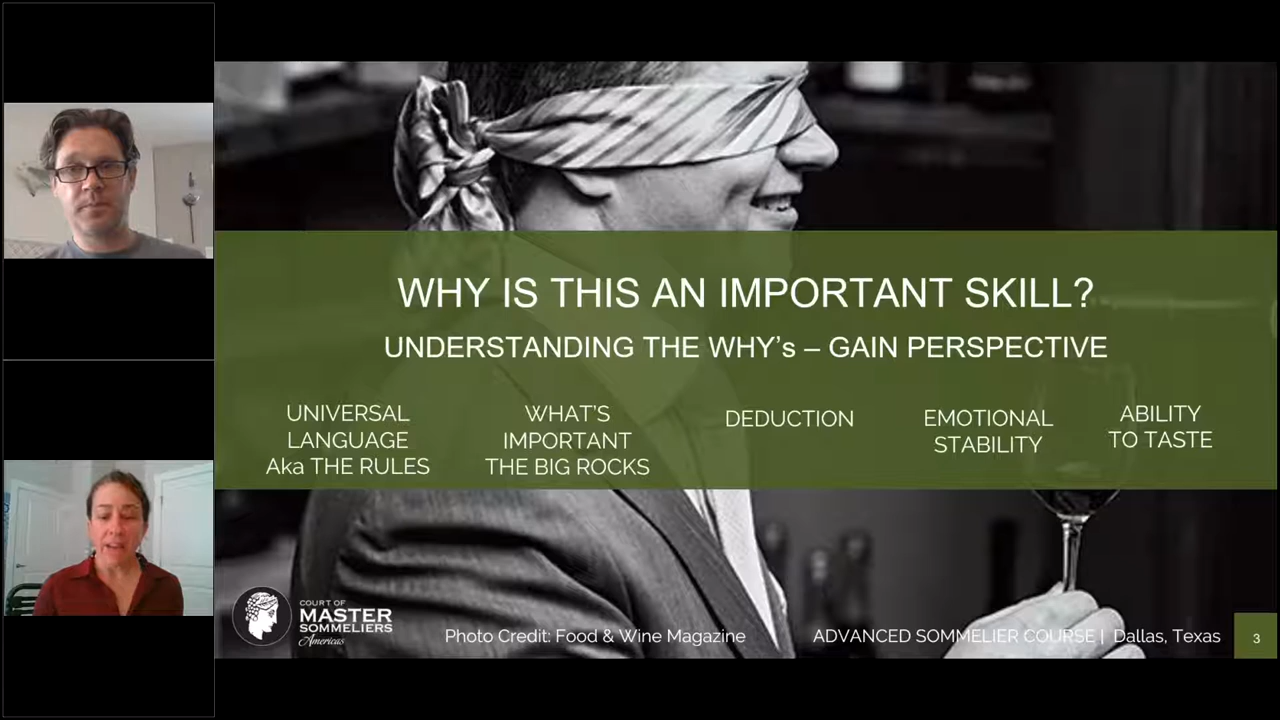 WHY IS THIS AN IMPORTANT SKILL?
UNDERSTANDING THE WHY's – GAIN PERSPECTIVE
UNIVERSAL
LANGUAGE
Aka THE RULES
WHAT'S
IMPORTANT
THE BIG ROCKS
DEDUCTION
EMOTIONAL
STABILITY
ABILITY
TO TASTE
COURT OF
MASTER
SOMMELIERS
Americas
Photo Credit: Food & Wine Magazine
ADVANCED SOMMELIER COURSE | Dallas, Texas
3